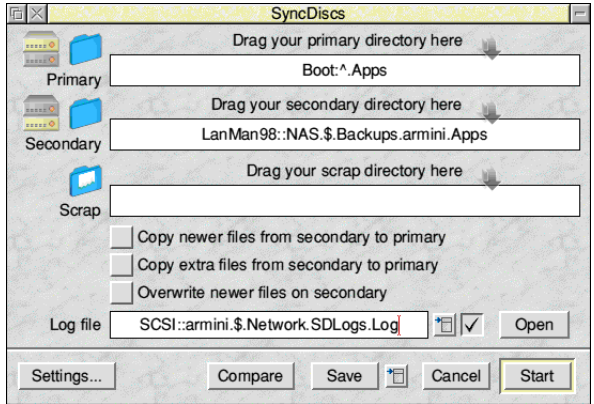 SyncDiscs
Drag your primary directory here
Primary
Boot:^.Apps
Drag your secondary directory here
Secondary
LanMan98::NAS.$.Backups.armini.Apps
Drag your scrap directory here
Scrap
Copy newer files from secondary to primary
Copy extra files from secondary to primary
Overwrite newer files on secondary
Log file SCSI::armini.$.Network.SDLogs.Log Open
Settings... Compare Save Cancel Start